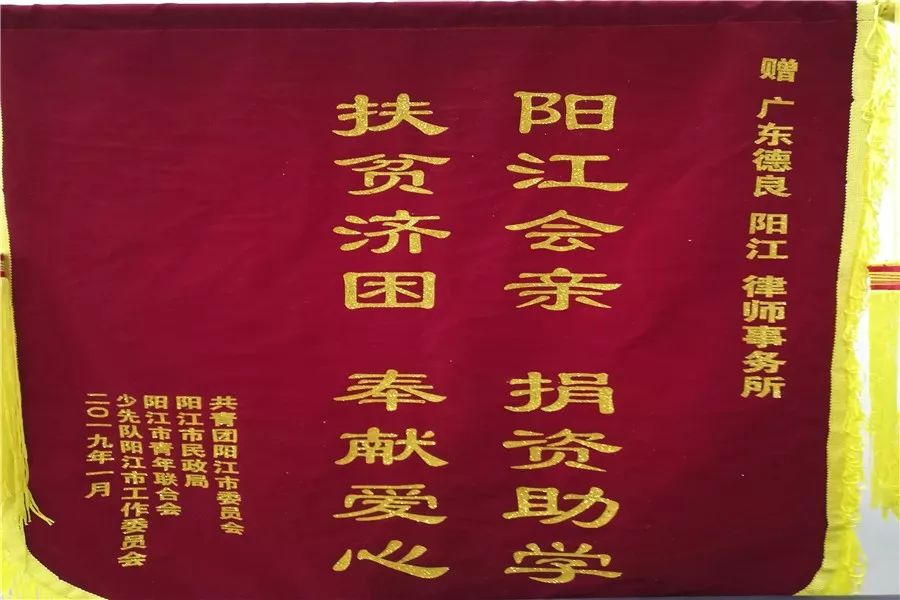 赠 广东德良 阳江 律师事务所
阳江会亲 捐资助学
扶贫济困 奉献爱心
共青团阳江市委员会
阳江市民政局
阳江市青年联合会
少先队阳江市工作委员会
二〇一九年一月